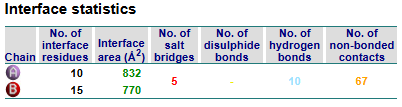 Interface statistics
No. of No. of No. of No. of No. of
interface Interface salt disulphide hydrogen non-bonded
Chain residues area (Å2) bridges bonds bonds contacts
A 10 832
5 - 10 67
B 15 770